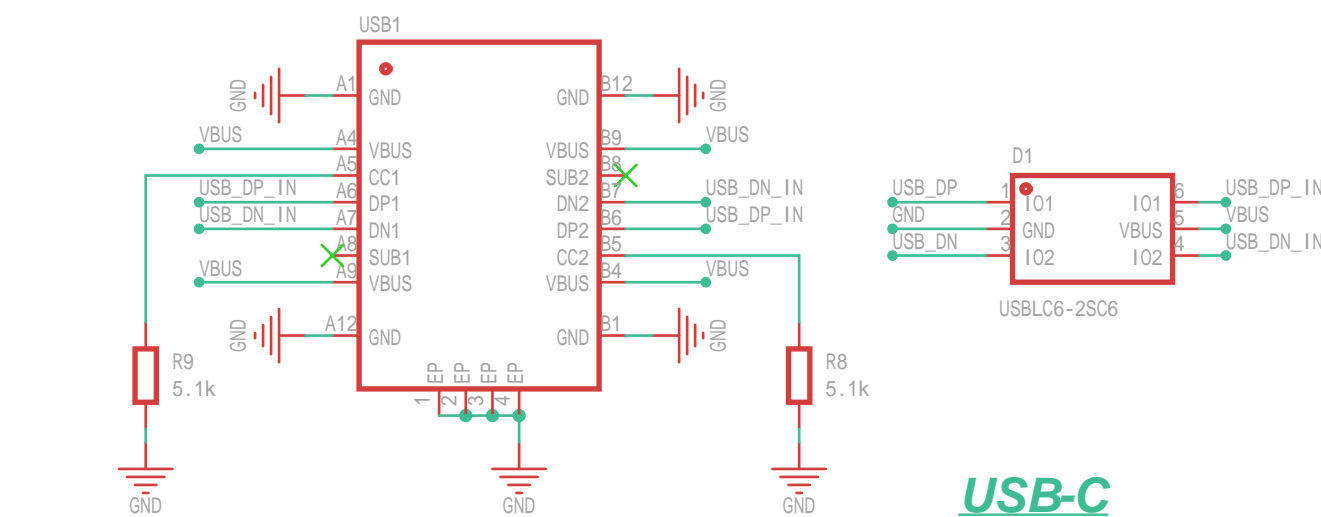 USB1
GND A1 GND
GND B12 GND
VBUS A4 VBUS
VBUS B9 VBUS
A5 CC1
SUB2 B8
USB_DP_IN A6 DP1
DN2 B7 USB_DN_IN
USB_DN_IN A7 DN1
DP2 B6 USB_DP_IN
A8 SUB1
CC2 B5
VBUS A9 VBUS
VBUS B4 VBUS
GND A12 GND
GND B1 GND
EP EP EP EP
1 2 3 4
R9
5.1k
R8
5.1k
GND
GND
GND
D1
USB_DP 1 IO1
IO1 6 USB_DP_IN
GND 2 GND
VBUS 5 VBUS
USB_DN 3 IO2
IO2 4 USB_DN_IN
USBLC6-2SC6
USB-C